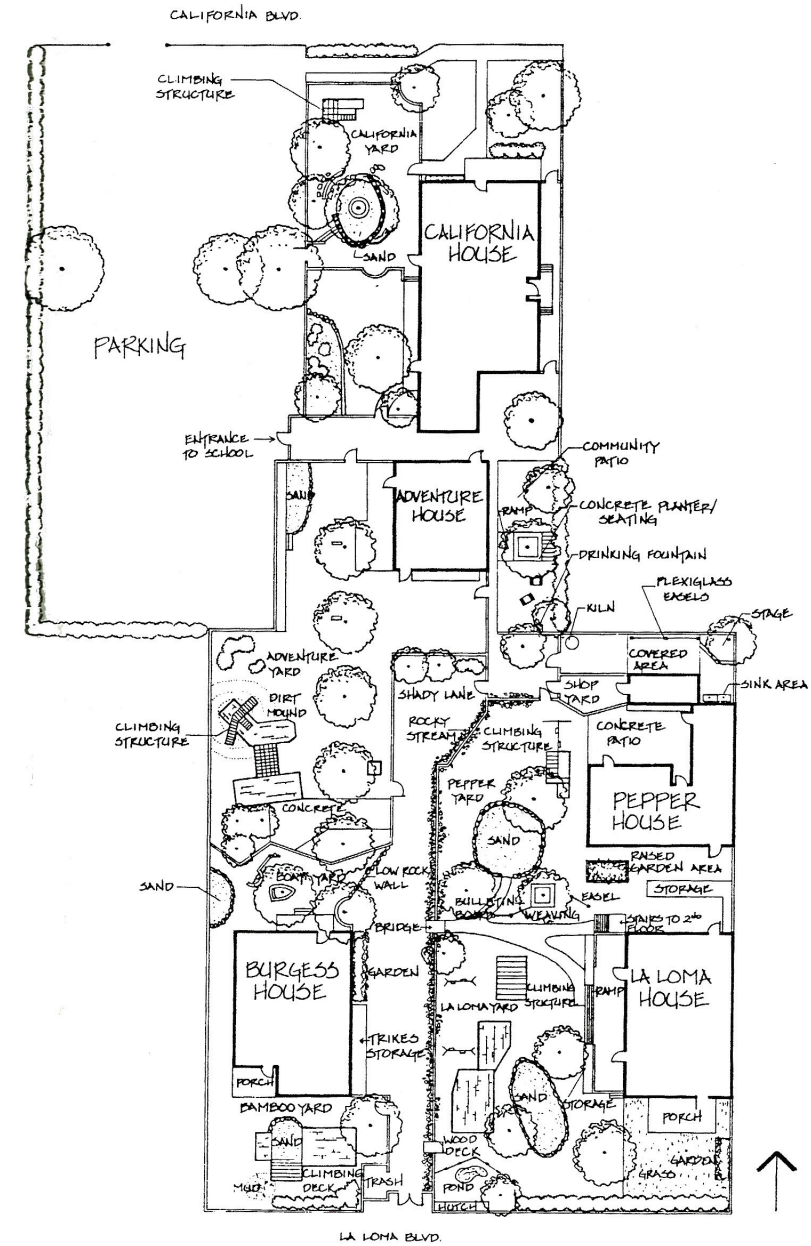 CALIFORNIA BLVD.
CLIMBING
STRUCTURE
CALIFORNIA
YARD
CALIFORNIA
HOUSE
SAND
PARKING
ENTRANCE
TO SCHOOL
COMMUNITY
PATIO
SAND
ADVENTURE
HOUSE
RAMP
CONCRETE PLANTER/
SEATING
DRINKING FOUNTAIN
PLEXIGLASS
EASELS
KILN
STAGE
ADVENTURE
YARD
COVERED
AREA
SHADY LANE
SHOP
YARD
SINK AREA
DIRT
MOUND
CLIMBING
STRUCTURE
ROCKY
STREAM
CLIMBING
STRUCTURE
CONCRETE
PATIO
PEPPER
YARD
PEPPER
HOUSE
CONCRETE
SAND
RAISED
GARDEN AREA
BOAT YARD
LOW ROCK
WALL
SAND
STORAGE
BULLETIN
BOARD
WEAVING
EASEL
BRIDGE
STAIRS TO 2ND
FLOOR
BURGESS
HOUSE
GARDEN
LA LOMA YARD
CLIMBING
STUCTURE
RAMP
LA LOMA
HOUSE
TRIKES
STORAGE
PORCH
BAMBOO YARD
SAND
STORAGE
PORCH
SAND
WOOD
DECK
GARDEN
GRASS
MUD
CLIMBING
DECK
TRASH
POND
HUTCH
LA LOMA BLVD.